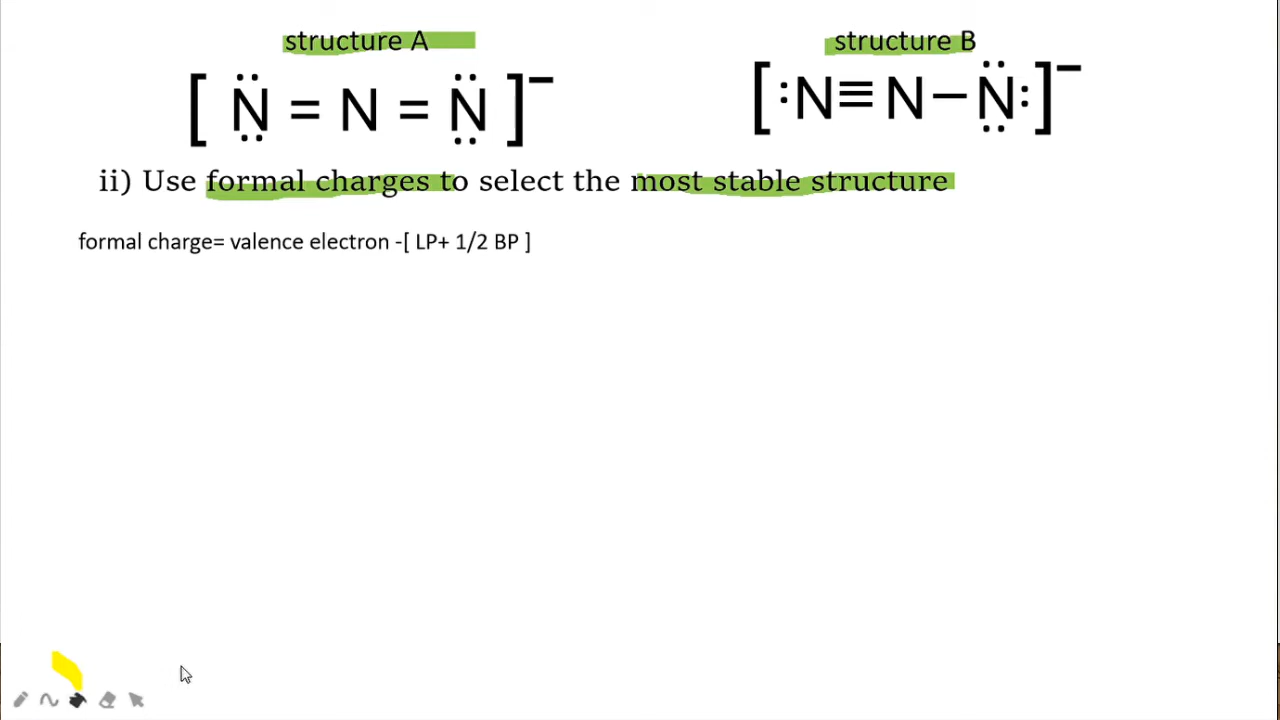 structure A structure B
[ N̤̈ = N = N̤̈ ]⁻ [:N≡N−N̤̈:]⁻
ii) Use formal charges to select the most stable structure
formal charge= valence electron -[ LP+ 1/2 BP ]